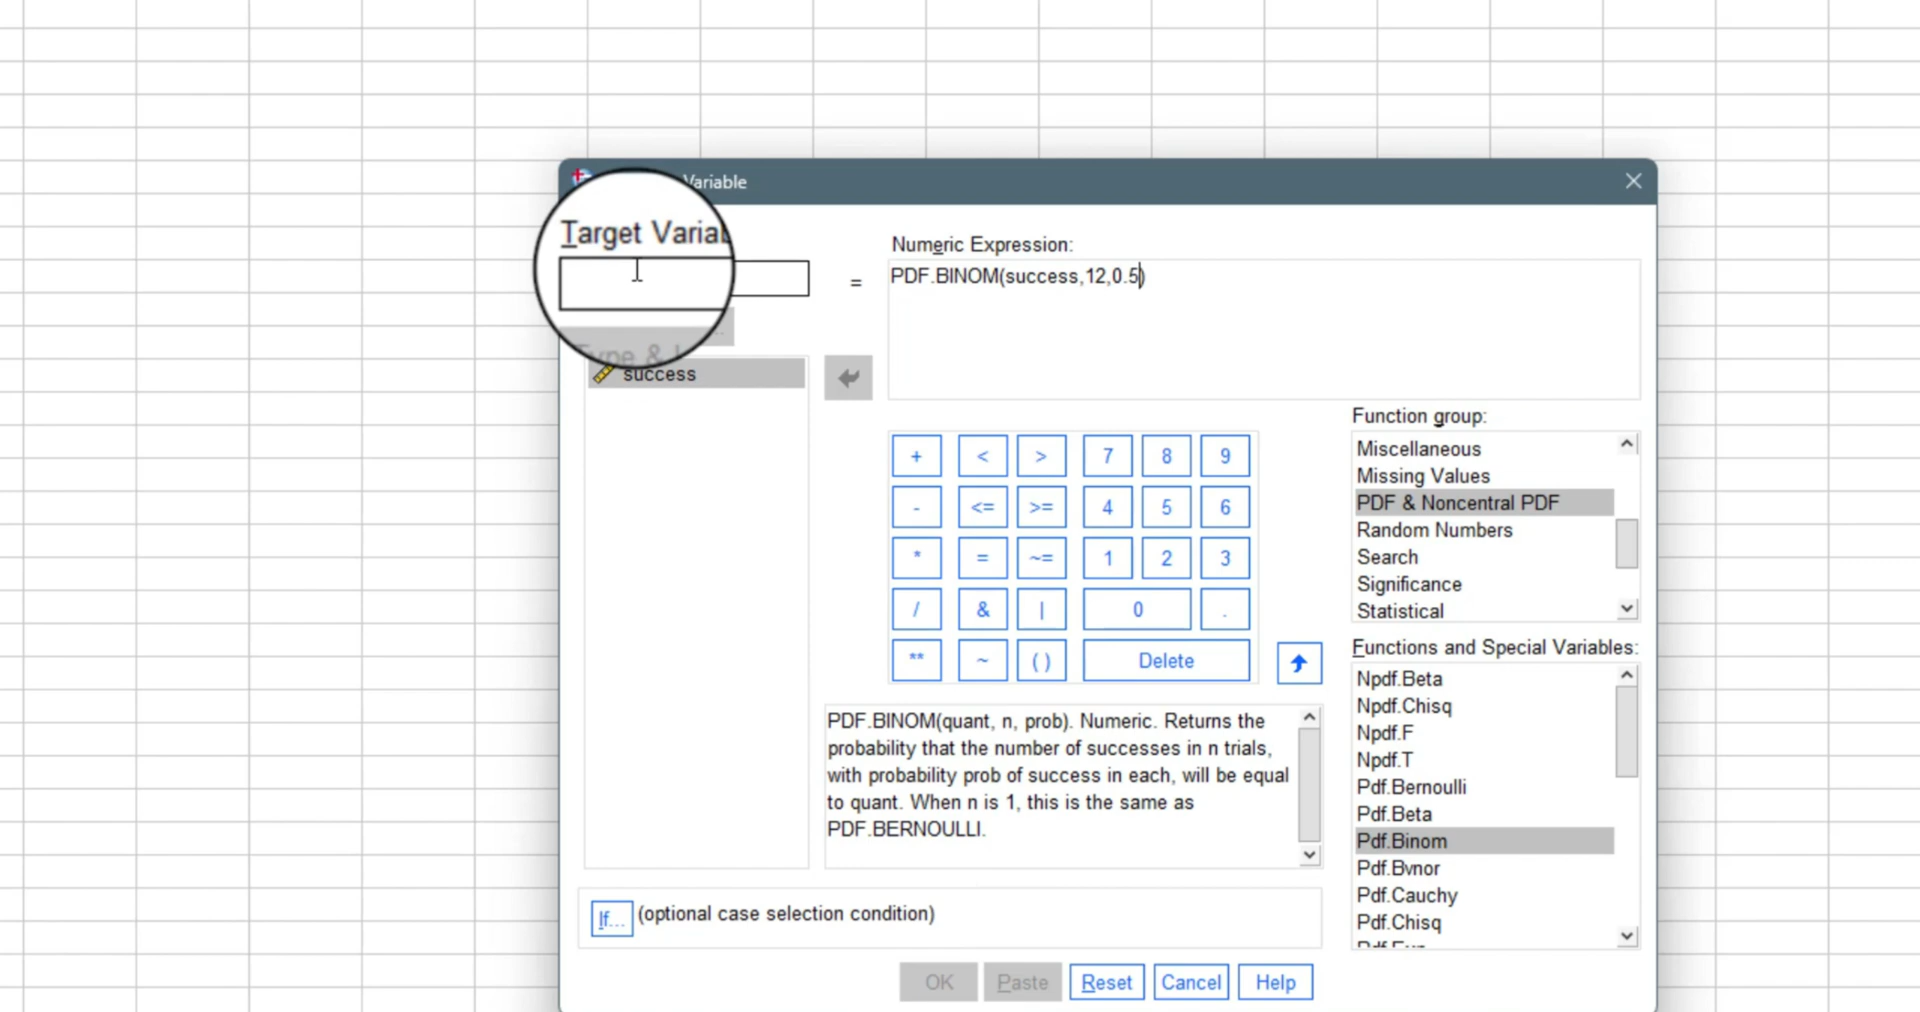 Variable
Target Variab
Numeric Expression:
=
PDF.BINOM(success,12,0.5)
Type &
success
Function group:
Miscellaneous
Missing Values
PDF & Noncentral PDF
Random Numbers
Search
Significance
Statistical
+ < > 7 8 9
- <= >= 4 5 6
* = ~= 1 2 3
/ & | 0 .
** ~ ( ) Delete
Functions and Special Variables:
Npdf.Beta
Npdf.Chisq
Npdf.F
Npdf.T
Pdf.Bernoulli
Pdf.Beta
Pdf.Binom
Pdf.Bvnor
Pdf.Cauchy
Pdf.Chisq
PDF.BINOM(quant, n, prob). Numeric. Returns the
probability that the number of successes in n trials,
with probability prob of success in each, will be equal
to quant. When n is 1, this is the same as
PDF.BERNOULLI.
If... (optional case selection condition)
OK Paste Reset Cancel Help